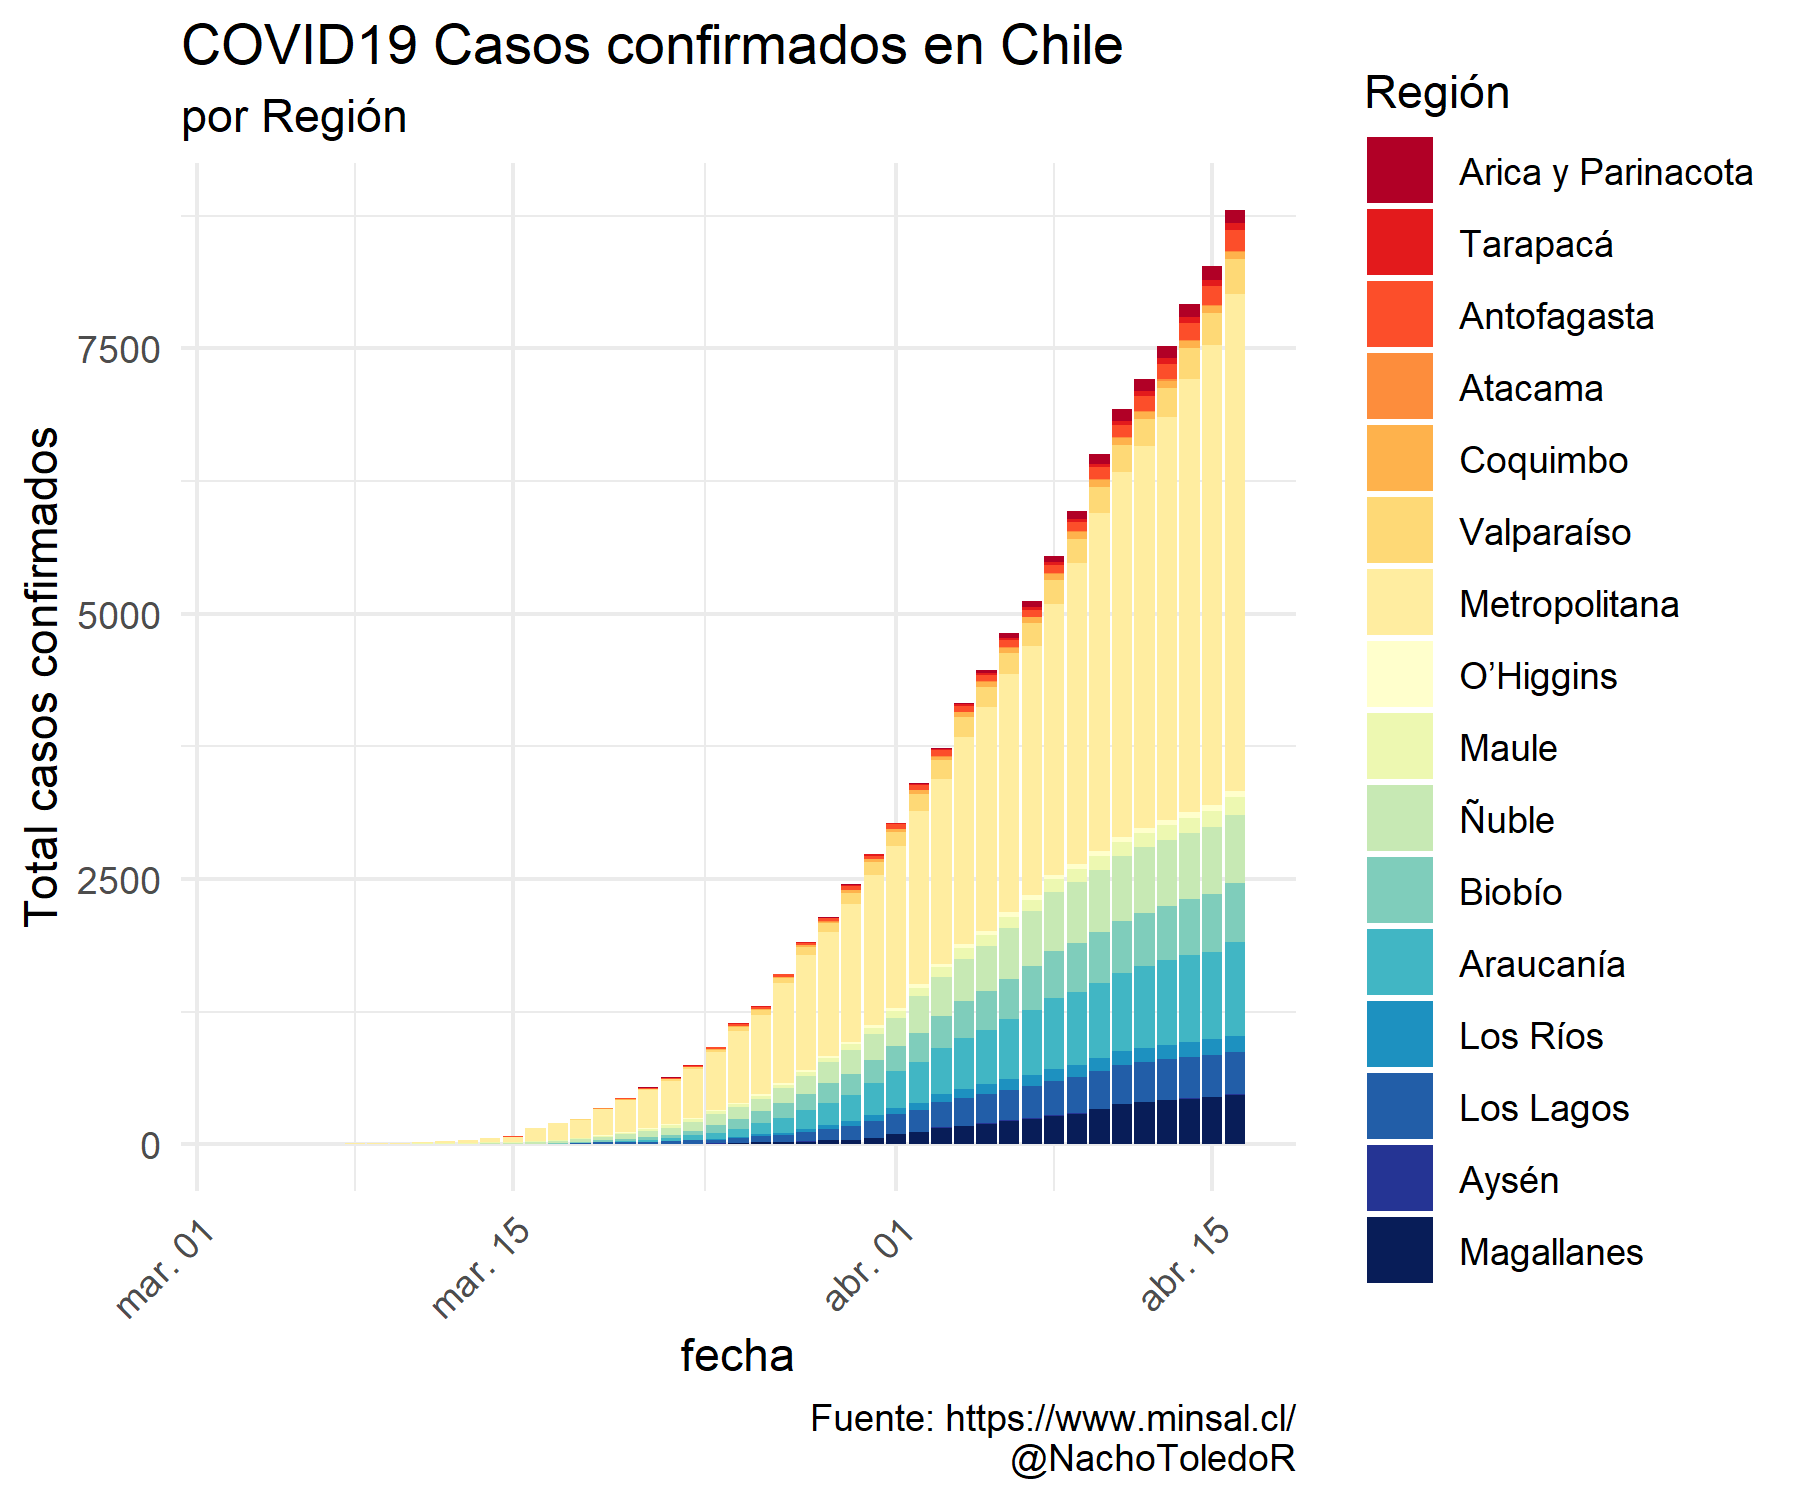 COVID19 Casos confirmados en Chile
por Región
Total casos confirmados
7500
5000
2500
0
mar. 01
mar. 15
abr. 01
abr. 15
fecha
Región
Arica y Parinacota
Tarapacá
Antofagasta
Atacama
Coquimbo
Valparaíso
Metropolitana
O’Higgins
Maule
Ñuble
Biobío
Araucanía
Los Ríos
Los Lagos
Aysén
Magallanes
Fuente: https://www.minsal.cl/
@NachoToledoR